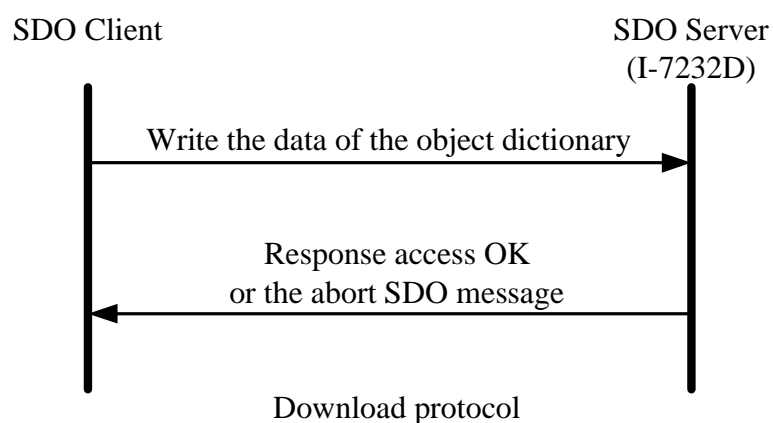 SDO Client
SDO Server
(I-7232D)
Write the data of the object dictionary
Response access OK
or the abort SDO message
Download protocol